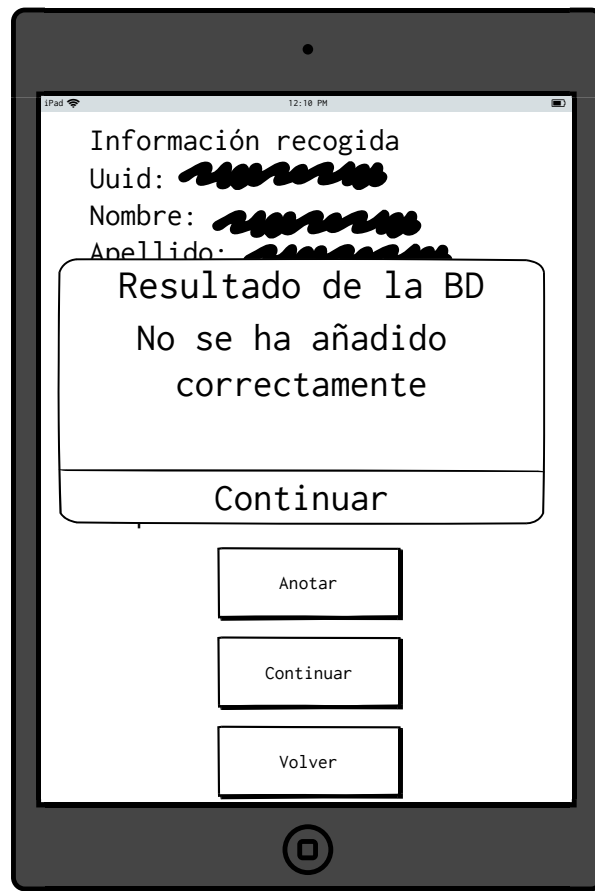 iPad 12:10 PM
Información recogida
Uuid:
Nombre:
Apellido:
Resultado de la BD
No se ha añadido
correctamente
Continuar
Anotar
Continuar
Volver